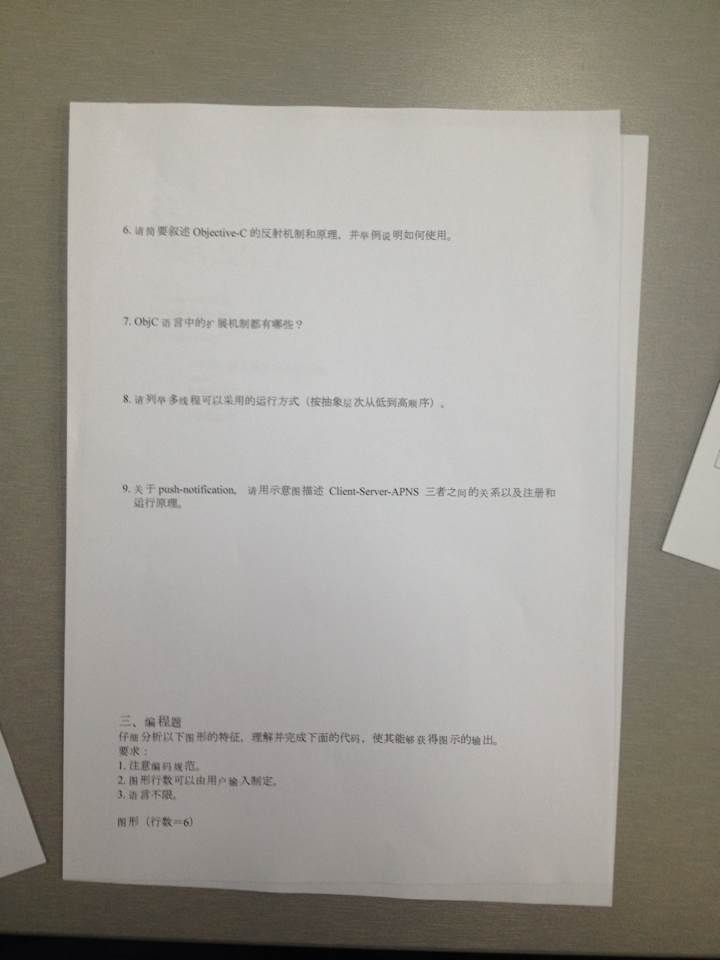 6. 请简要叙述 Objective-C 的反射机制和原理，并举例说明如何使用。
7. ObjC 语言中的扩展机制都有哪些？
8. 请列举多线程可以采用的运行方式（按抽象层次从低到高顺序）。
9. 关于 push-notification， 请用示意图描述 Client-Server-APNS 三者之间的关系以及注册和
运行原理。
三、编程题
仔细分析以下图形的特征，理解并完成下面的代码，使其能够获得图示的输出。
要求：
1. 注意编码规范。
2. 图形行数可以由用户输入制定。
3. 语言不限。
图形（行数＝6）